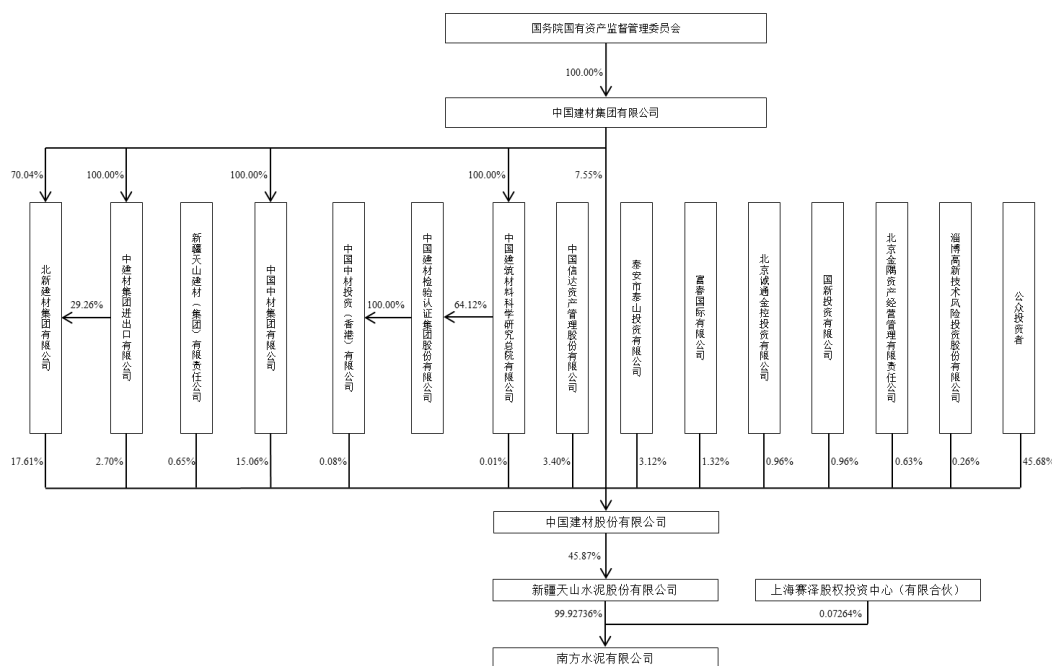 国务院国有资产监督管理委员会
100.00%
中国建材集团有限公司
70.04%
100.00%
100.00%
100.00%
7.55%
北新建材集团有限公司
29.26%
中建材集团进出口有限公司
新疆天山建材（集团）有限责任公司
中国中材集团有限公司
中国中材投资（香港）有限公司
100.00%
中国建材检验认证集团股份有限公司
64.12%
中国建筑材料科学研究总院有限公司
中国信达资产管理股份有限公司
泰安市泰山投资有限公司
富春国际有限公司
北京诚通金控投资有限公司
国新投资有限公司
北京金隅资产经营管理有限责任公司
淄博高新技术风险投资股份有限公司
公众投资者
17.61%
2.70%
0.65%
15.06%
0.08%
0.01%
3.40%
3.12%
1.32%
0.96%
0.96%
0.63%
0.26%
45.68%
中国建材股份有限公司
45.87%
新疆天山水泥股份有限公司
上海赛泽股权投资中心（有限合伙）
99.92736%
0.07264%
南方水泥有限公司